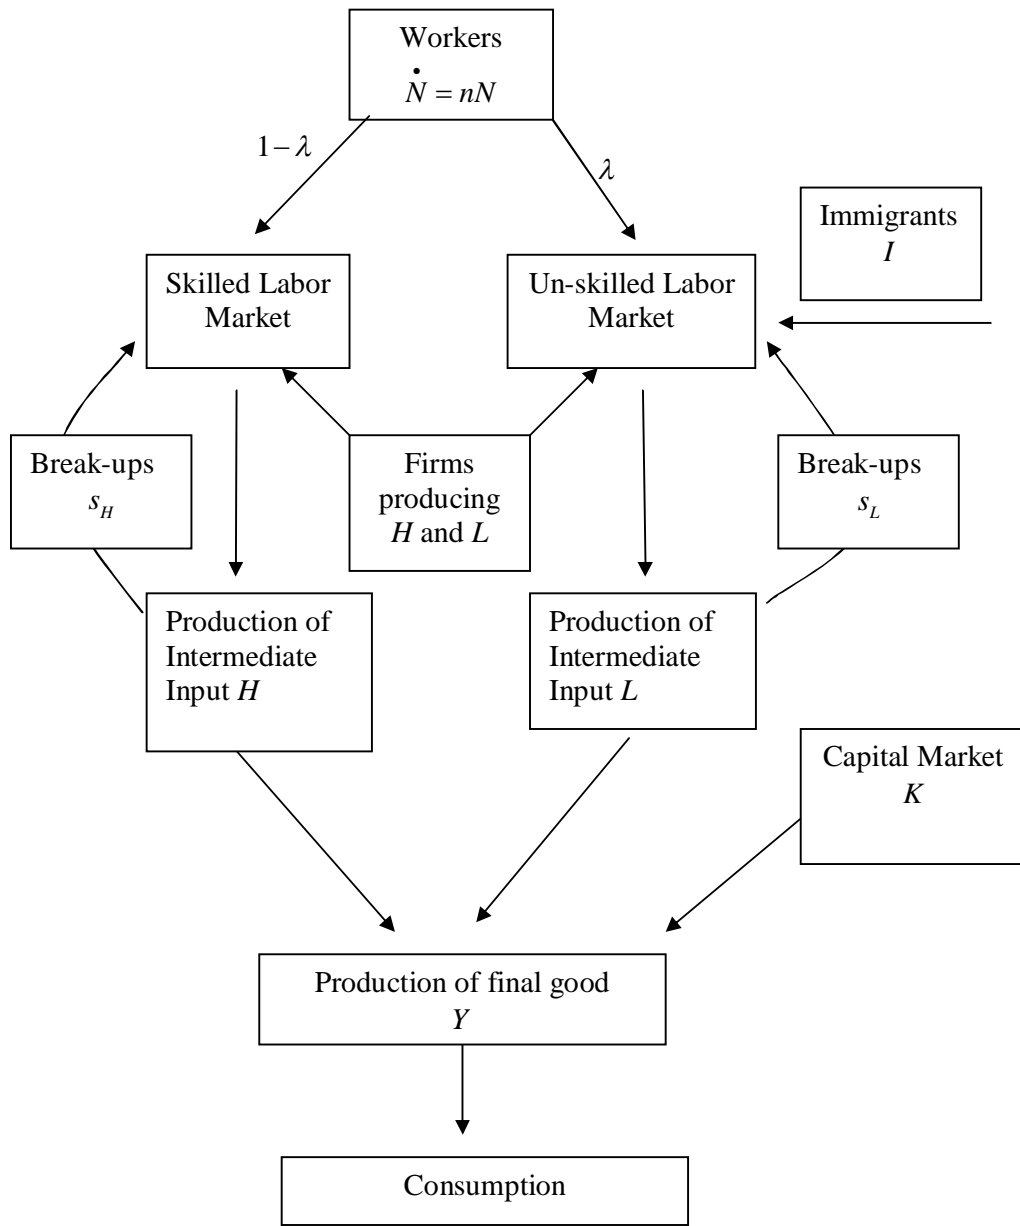 Workers
Ṅ = nN
1 − λ
λ
Immigrants
I
Skilled Labor
Market
Un-skilled Labor
Market
Break-ups
s_H
Firms
producing
H and L
Break-ups
s_L
Production of
Intermediate
Input H
Production of
Intermediate
Input L
Capital Market
K
Production of final good
Y
Consumption